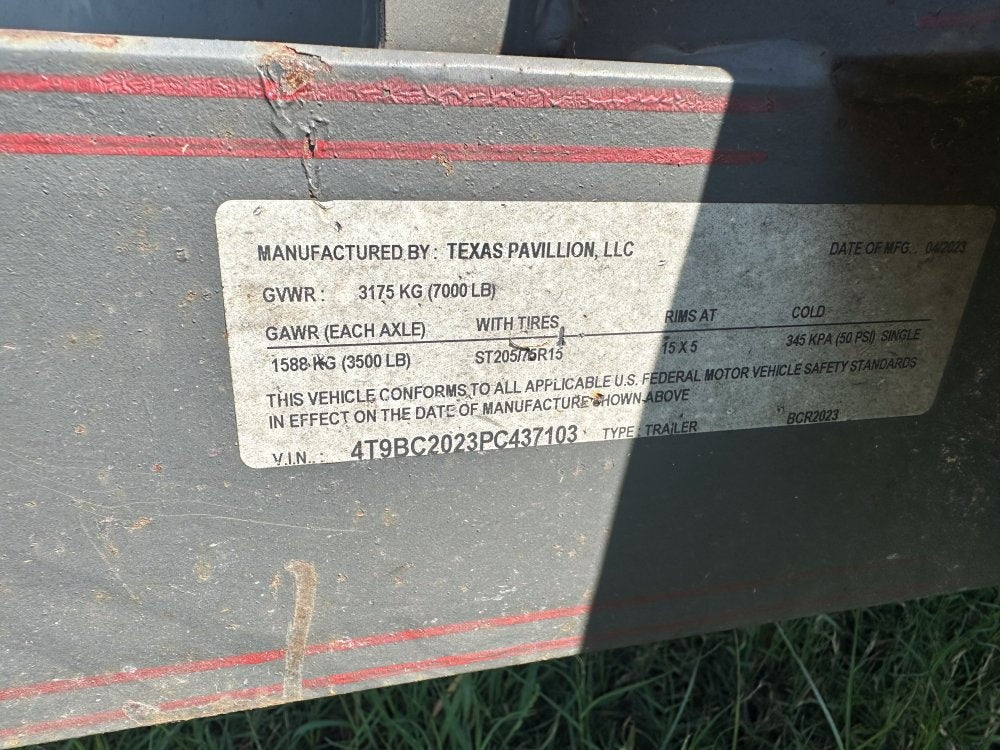 MANUFACTURED BY : TEXAS PAVILLION, LLC DATE OF MFG. : 04/2023
GVWR : 3175 KG (7000 LB)
GAWR (EACH AXLE) WITH TIRES RIMS AT COLD
1588 KG (3500 LB) ST205/75R15 15 X 5 345 KPA (50 PSI) SINGLE
THIS VEHICLE CONFORMS TO ALL APPLICABLE U.S. FEDERAL MOTOR VEHICLE SAFETY STANDARDS
IN EFFECT ON THE DATE OF MANUFACTURE SHOWN ABOVE
V.I.N. : 4T9BC2023PC437103 TYPE : TRAILER BCR2023